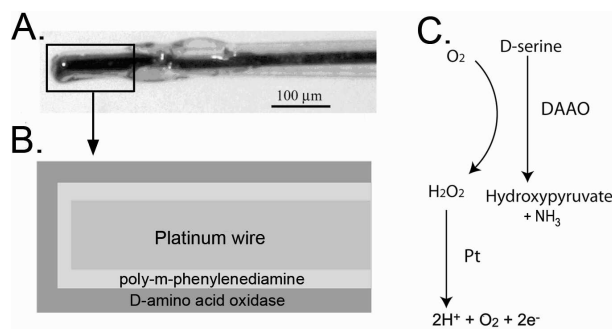 A.
100 µm
B.
Platinum wire
poly-m-phenylenediamine
D-amino acid oxidase
C.
O₂
D-serine
DAAO
H₂O₂
Hydroxypyruvate
+ NH₃
Pt
2H⁺ + O₂ + 2e⁻